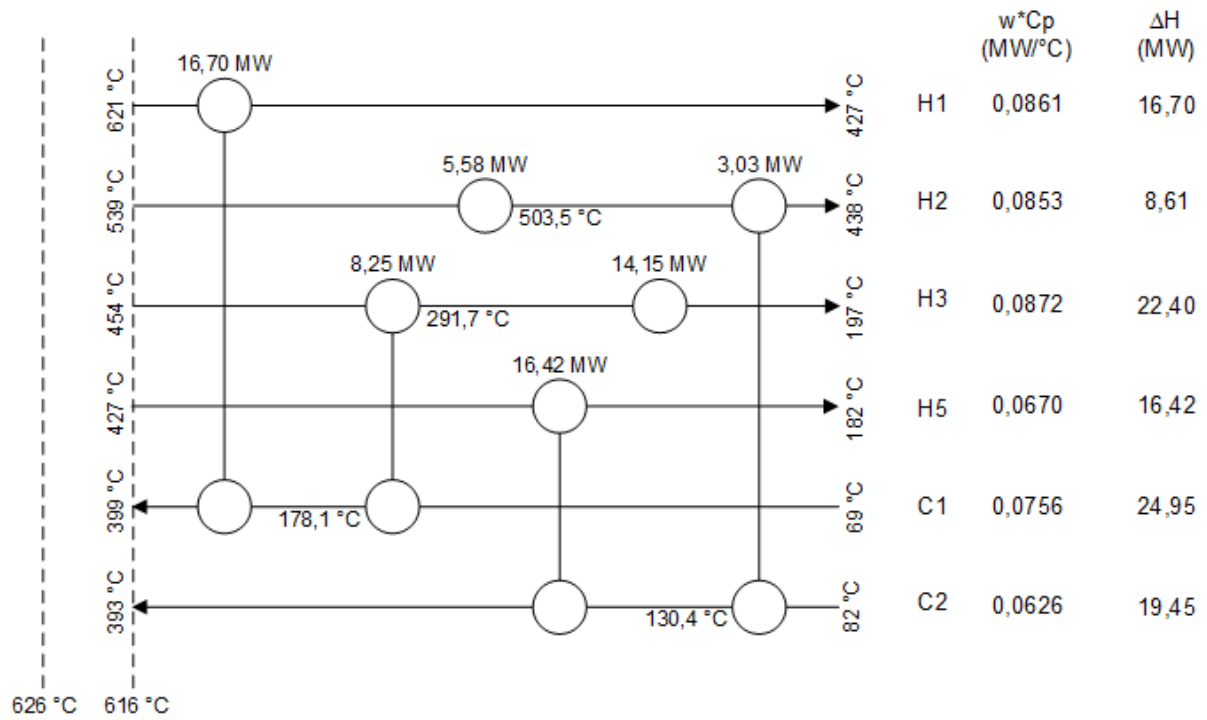 w*Cp
(MW/°C)
ΔH
(MW)
16,70 MW
621 °C
427 °C
H1
0,0861
16,70
5,58 MW
3,03 MW
539 °C
503,5 °C
438 °C
H2
0,0853
8,61
8,25 MW
14,15 MW
454 °C
291,7 °C
197 °C
H3
0,0872
22,40
16,42 MW
427 °C
182 °C
H5
0,0670
16,42
399 °C
178,1 °C
69 °C
C1
0,0756
24,95
393 °C
130,4 °C
82 °C
C2
0,0626
19,45
626 °C
616 °C